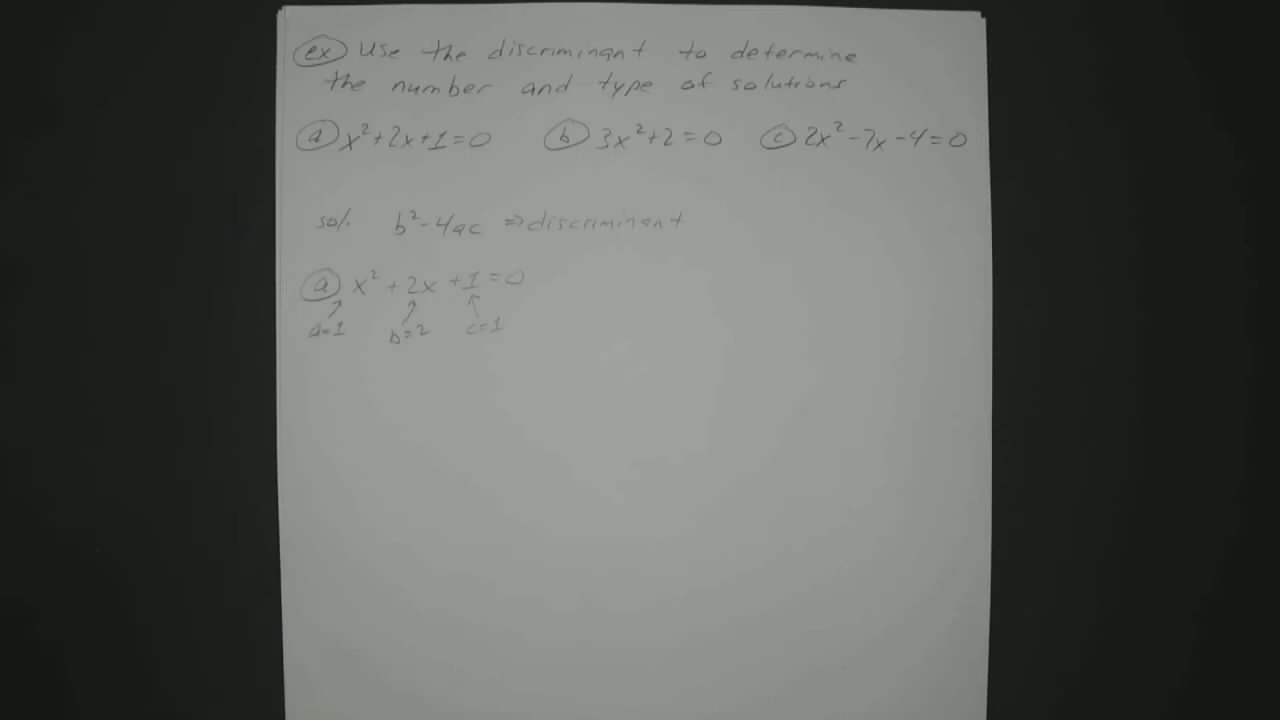 ex Use the discriminant to determine
the number and type of solutions
a x²+2x+1=0 b 3x²+2=0 c 2x²-7x-4=0
sol. b²-4ac ⇒discriminant
a x²+2x+1=0
a=1 b=2 c=1